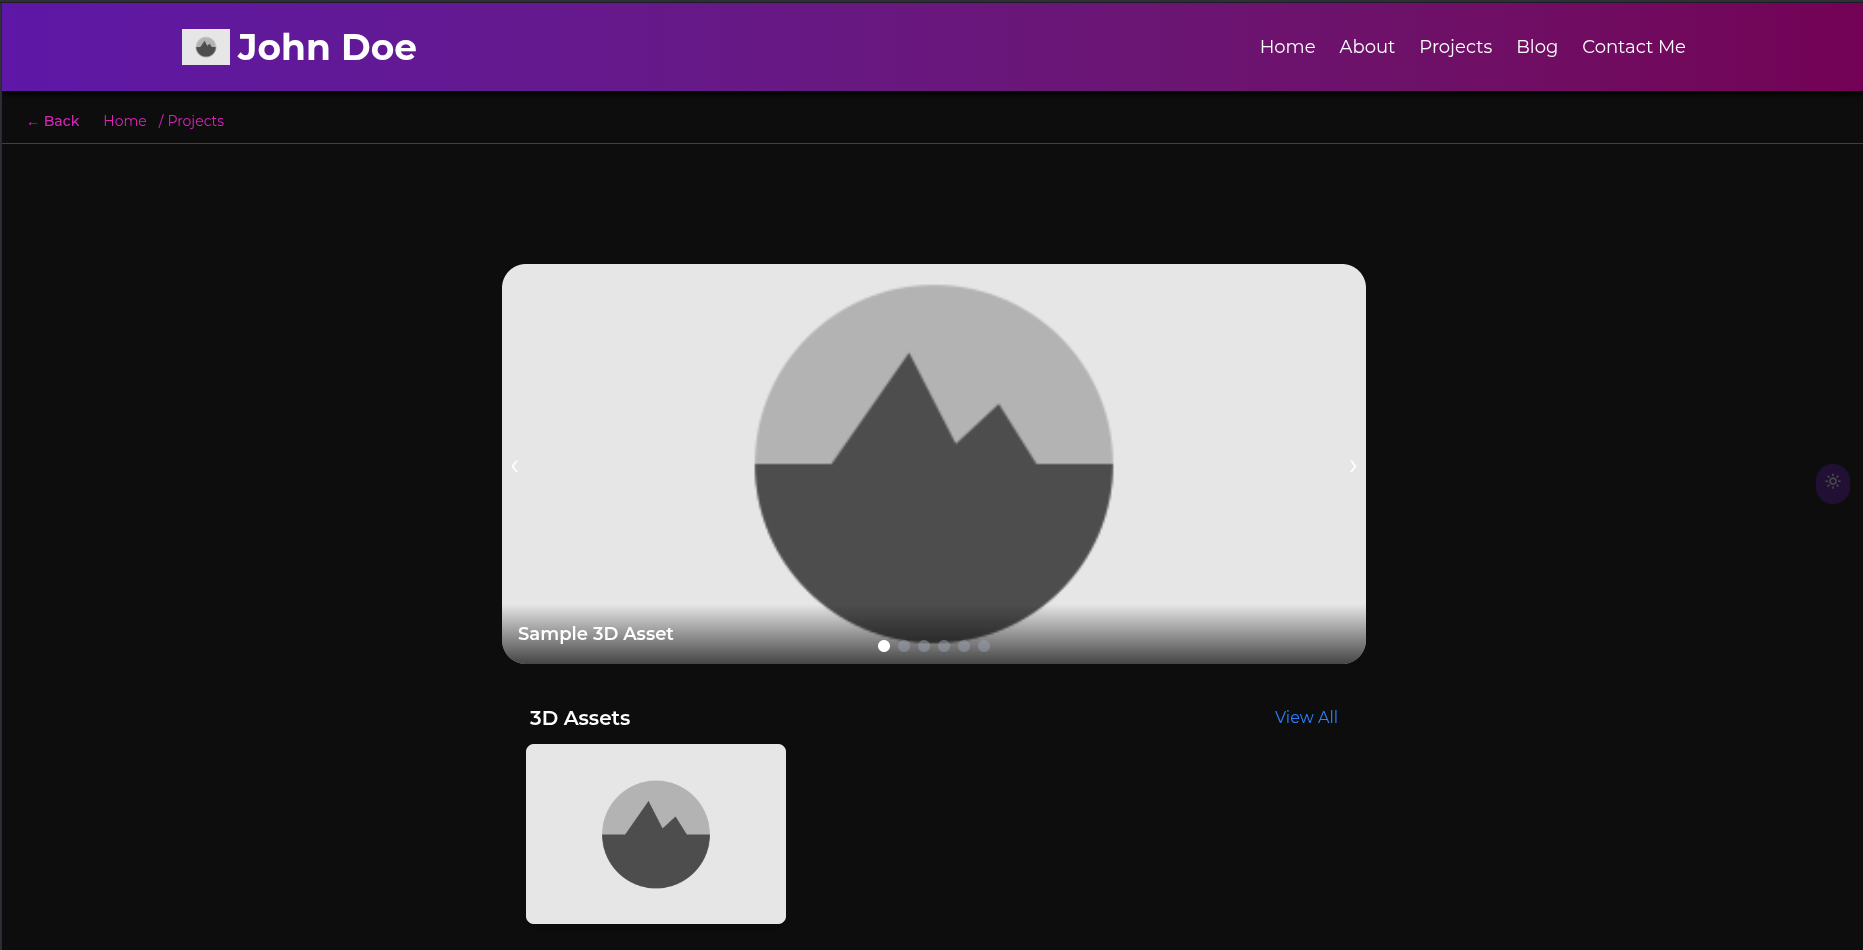 John Doe
Home About Projects Blog Contact Me
← Back Home / Projects
‹ ›
Sample 3D Asset
3D Assets View All